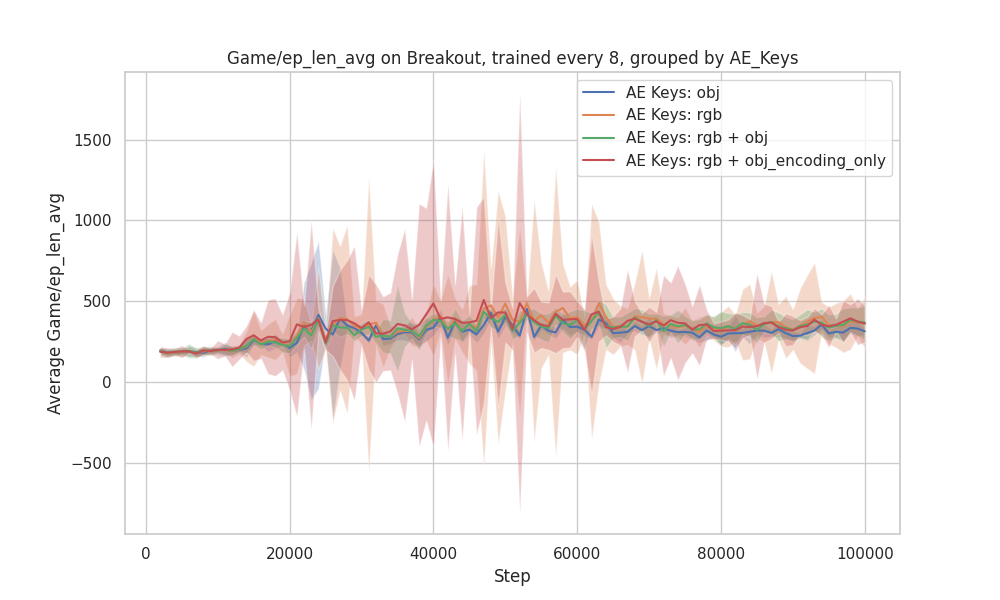 Game/ep_len_avg on Breakout, trained every 8, grouped by AE_Keys
AE Keys: obj
AE Keys: rgb
AE Keys: rgb + obj
AE Keys: rgb + obj_encoding_only
Average Game/ep_len_avg
1500
1000
500
0
−500
0 20000 40000 60000 80000 100000
Step